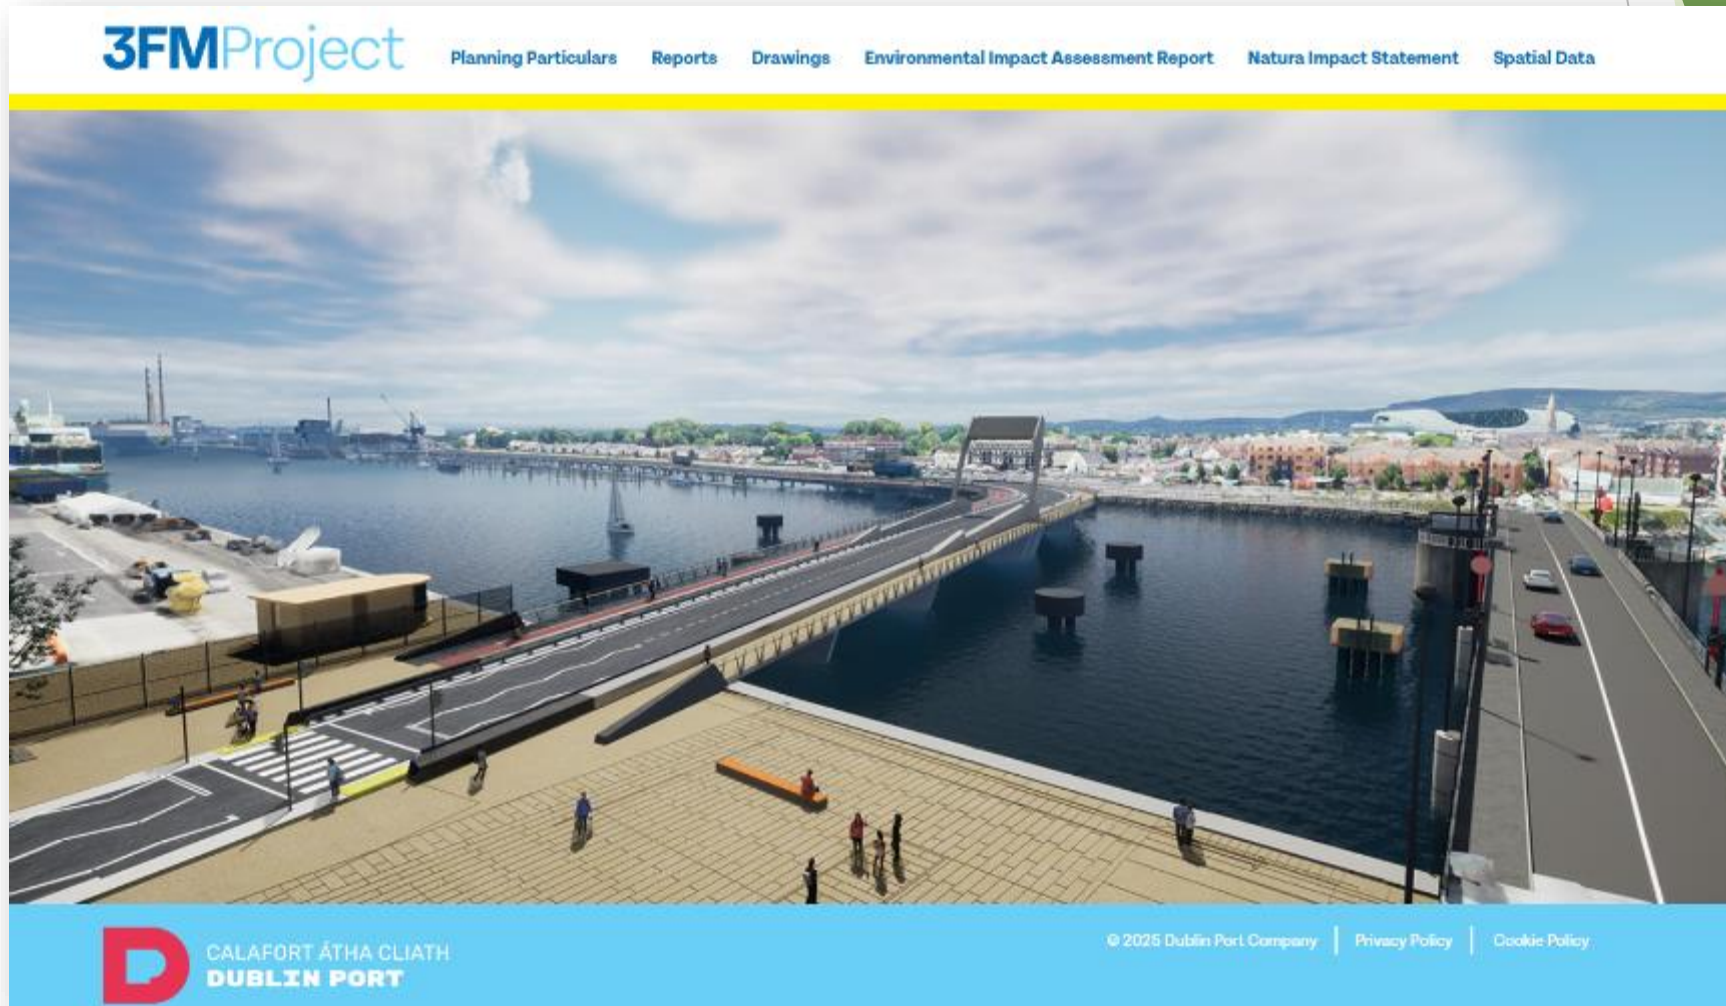 3FMProject
Planning Particulars Reports Drawings Environmental Impact Assessment Report Natura Impact Statement Spatial Data
CALAFORT ÁTHA CLIATH
DUBLIN PORT
© 2025 Dublin Port Company Privacy Policy Cookie Policy